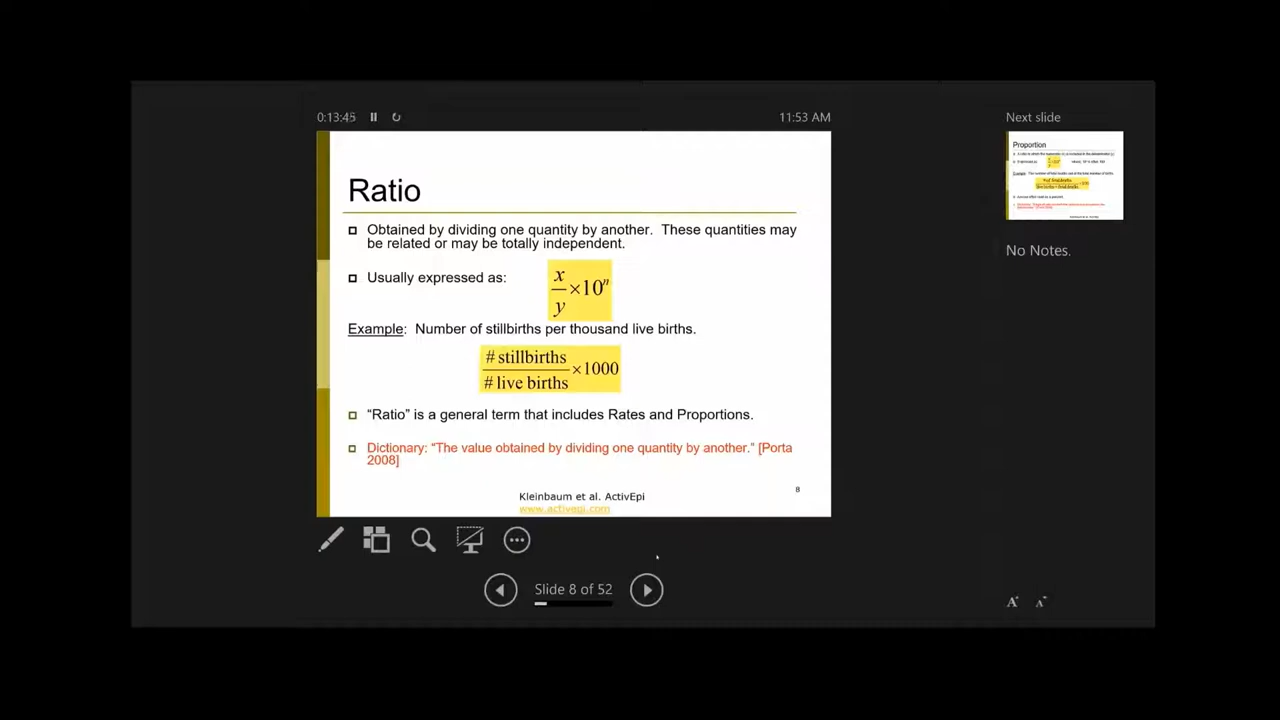 0:13:45
11:53 AM
Next slide
Ratio
Obtained by dividing one quantity by another. These quantities may
be related or may be totally independent.
Usually expressed as:
x
y
×10ⁿ
Example: Number of stillbirths per thousand live births.
# stillbirths
# live births
×1000
“Ratio” is a general term that includes Rates and Proportions.
Dictionary: “The value obtained by dividing one quantity by another.” [Porta
2008]
8
Kleinbaum et al. ActivEpi
www.activepi.com
Proportion
No Notes.
Slide 8 of 52
A
A